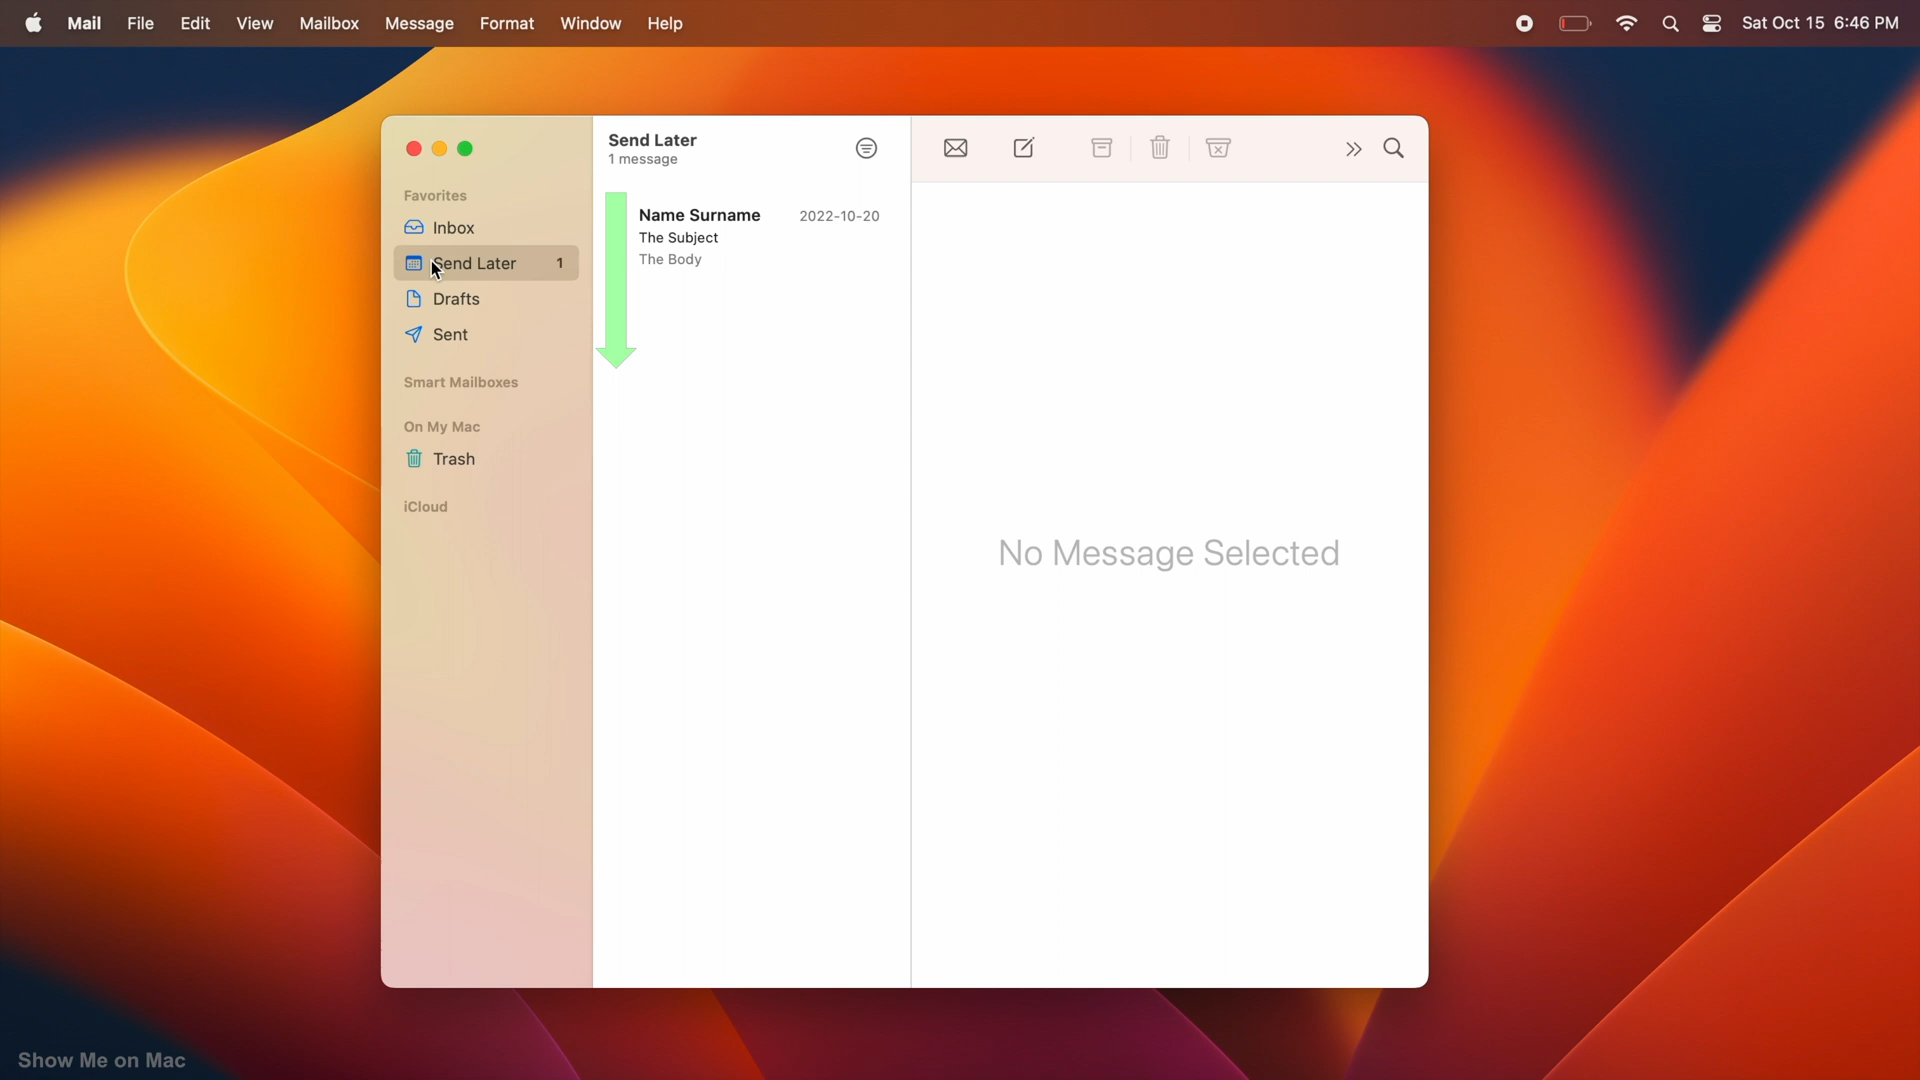 Mail File Edit View Mailbox Message Format Window Help Sat Oct 15 6:46 PM
Favorites
Inbox
Send Later 1
Drafts
Sent
Smart Mailboxes
On My Mac
Trash
iCloud
Send Later
1 message
Name Surname 2022-10-20
The Subject
The Body
No Message Selected
Show Me on Mac